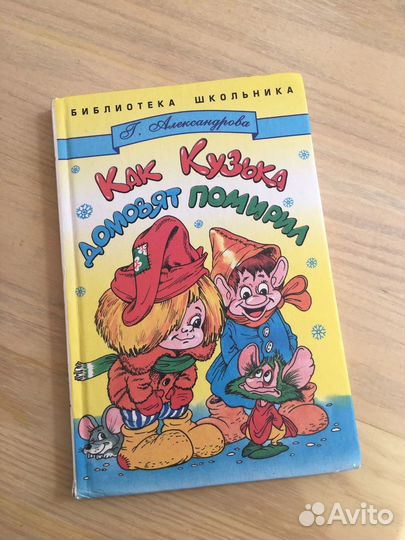 БИБЛИОТЕКА ШКОЛЬНИКА
Г. Александрова
Как Кузька
домовят помирил
Avito